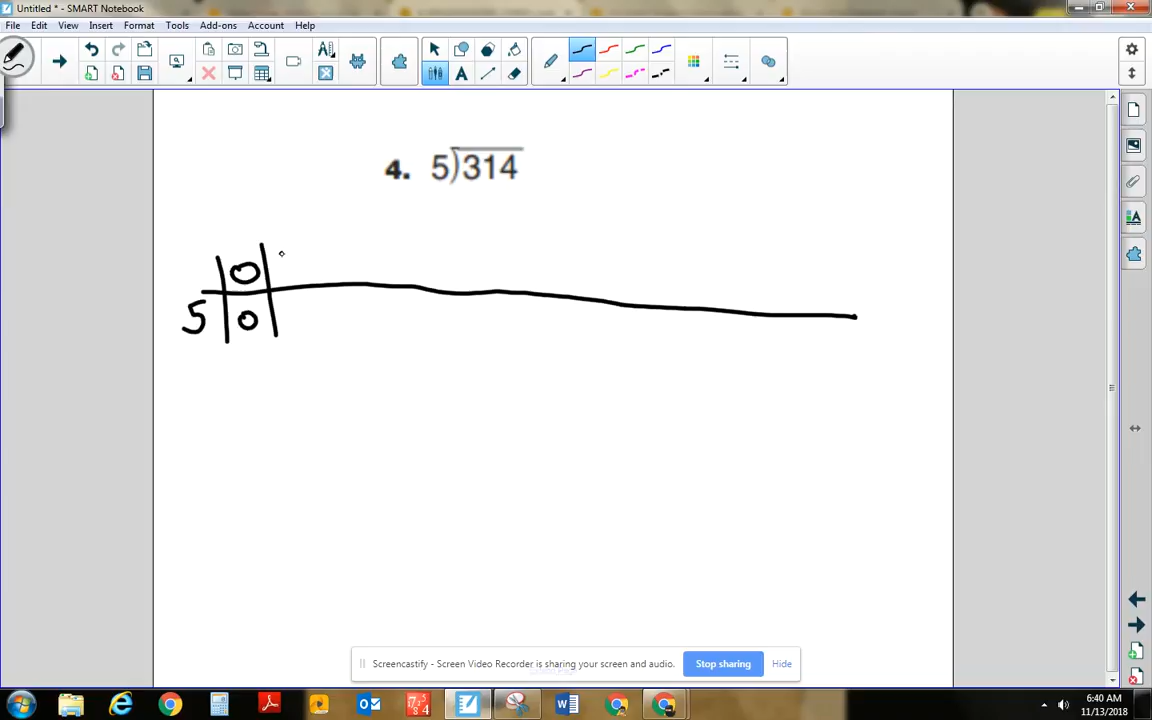 Untitled * - SMART Notebook
File Edit View Insert Format Tools Add-ons Account Help
4. 5)314
0
5 0
Screencastify - Screen Video Recorder is sharing your screen and audio. Stop sharing Hide
6:40 AM
11/13/2018